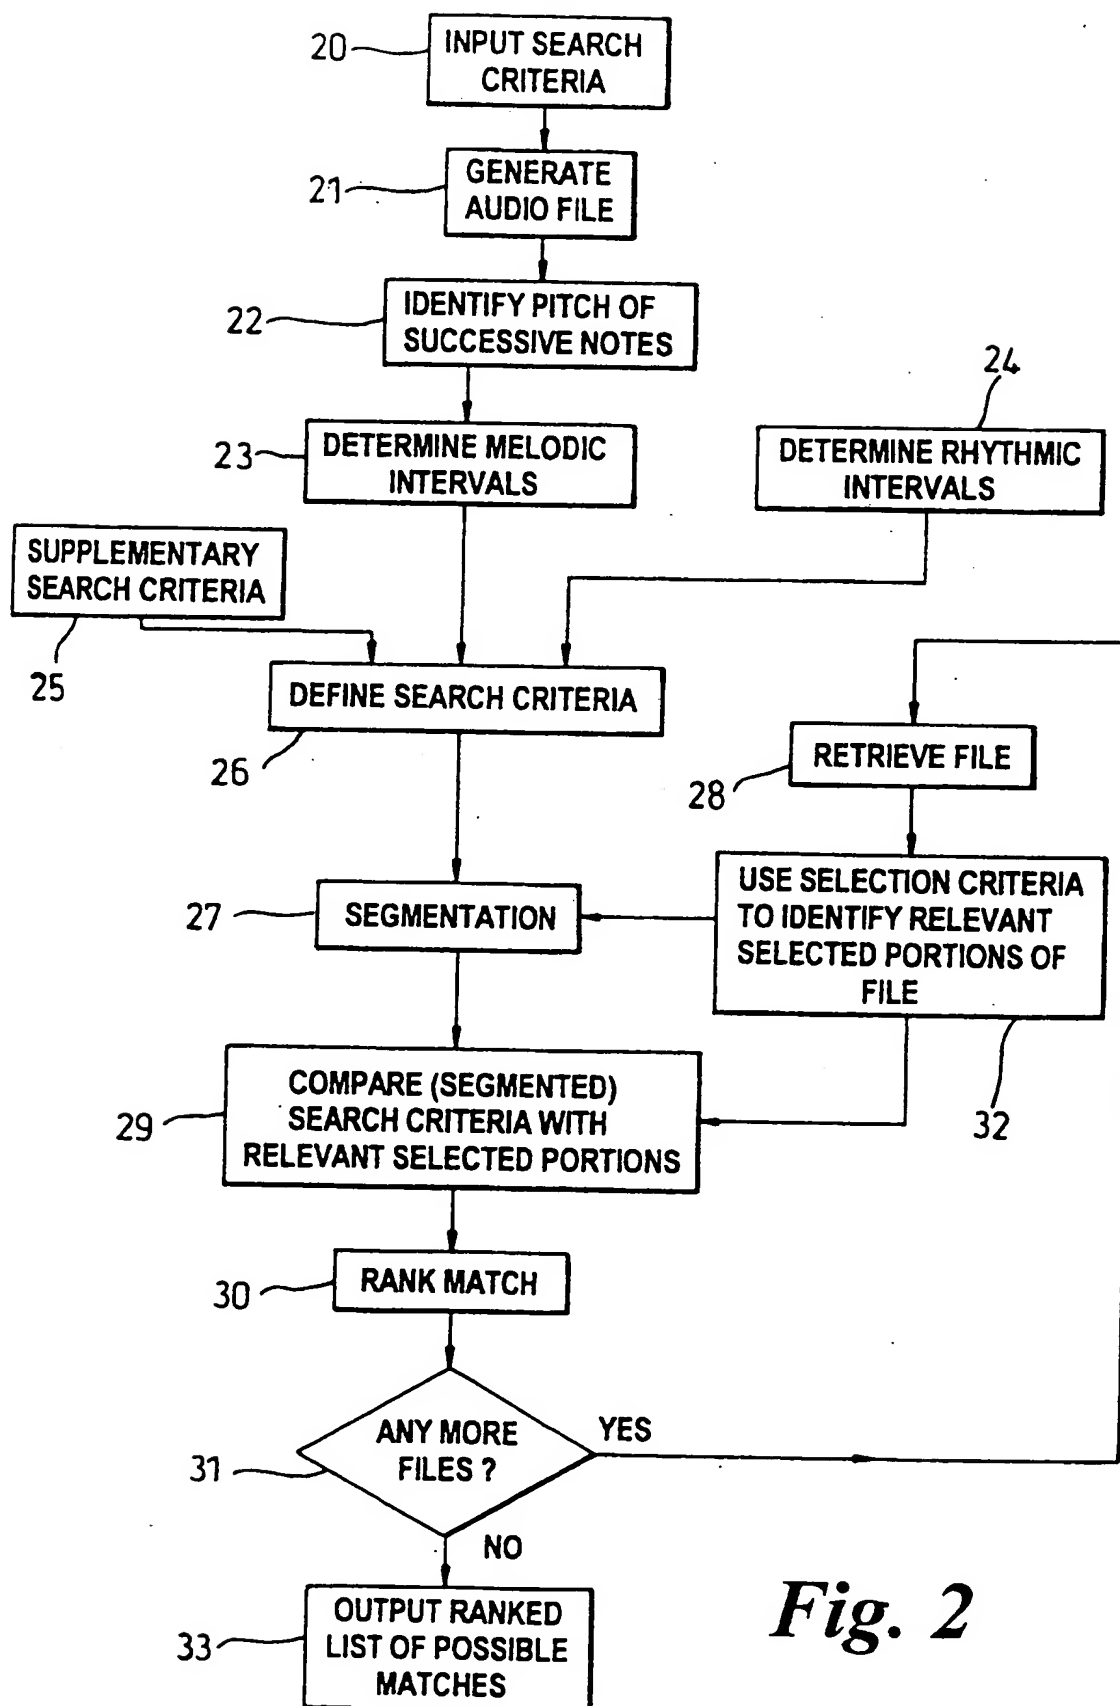 20
INPUT SEARCH
CRITERIA
21
GENERATE
AUDIO FILE
22
IDENTIFY PITCH OF
SUCCESSIVE NOTES
23
DETERMINE MELODIC
INTERVALS
24
DETERMINE RHYTHMIC
INTERVALS
SUPPLEMENTARY
SEARCH CRITERIA
25
DEFINE SEARCH CRITERIA
26
RETRIEVE FILE
28
27
SEGMENTATION
USE SELECTION CRITERIA
TO IDENTIFY RELEVANT
SELECTED PORTIONS OF
FILE
32
29
COMPARE (SEGMENTED)
SEARCH CRITERIA WITH
RELEVANT SELECTED PORTIONS
30
RANK MATCH
31
ANY MORE
FILES ?
YES
NO
33
OUTPUT RANKED
LIST OF POSSIBLE
MATCHES
Fig. 2